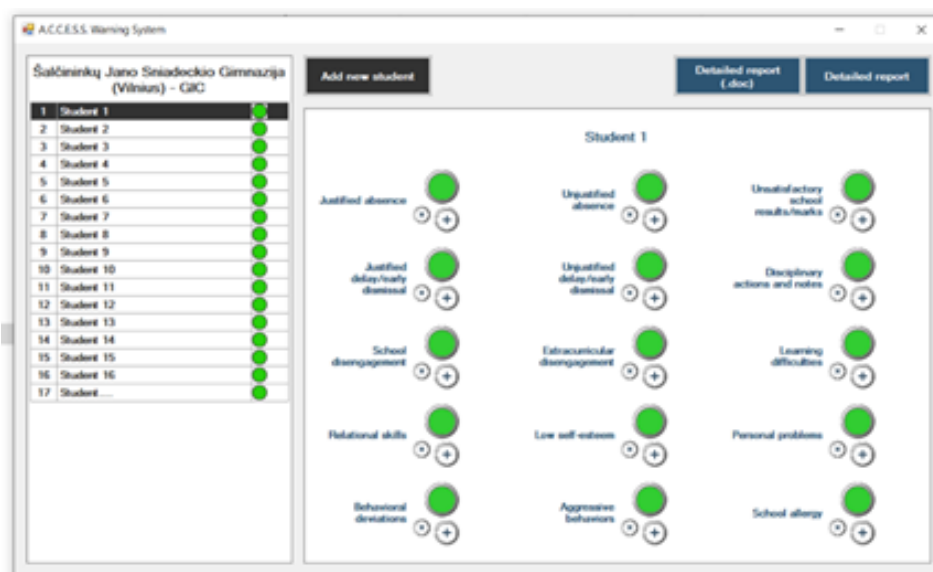 A.C.C.E.S.S. Warning System
Šalčininkų Jano Sniadeckio Gimnazija
(Vilnius) - GIC
1 Student 1
2 Student 2
3 Student 3
4 Student 4
5 Student 5
6 Student 6
7 Student 7
8 Student 8
9 Student 9
10 Student 10
11 Student 11
12 Student 12
13 Student 13
14 Student 14
15 Student 15
16 Student 16
17 Student....
Add new student
Detailed report
(.doc)
Detailed report
Student 1
Justified absence
Unjustified
absence
Unsatisfactory
school
results/marks
Justified
delay/early
dismissal
Unjustified
delay/early
dismissal
Disciplinary
actions and notes
School
disengagement
Extracurricular
disengagement
Learning
difficulties
Relational skills
Low self-esteem
Personal problems
Behavioral
deviations
Aggressive
behaviors
School allergy